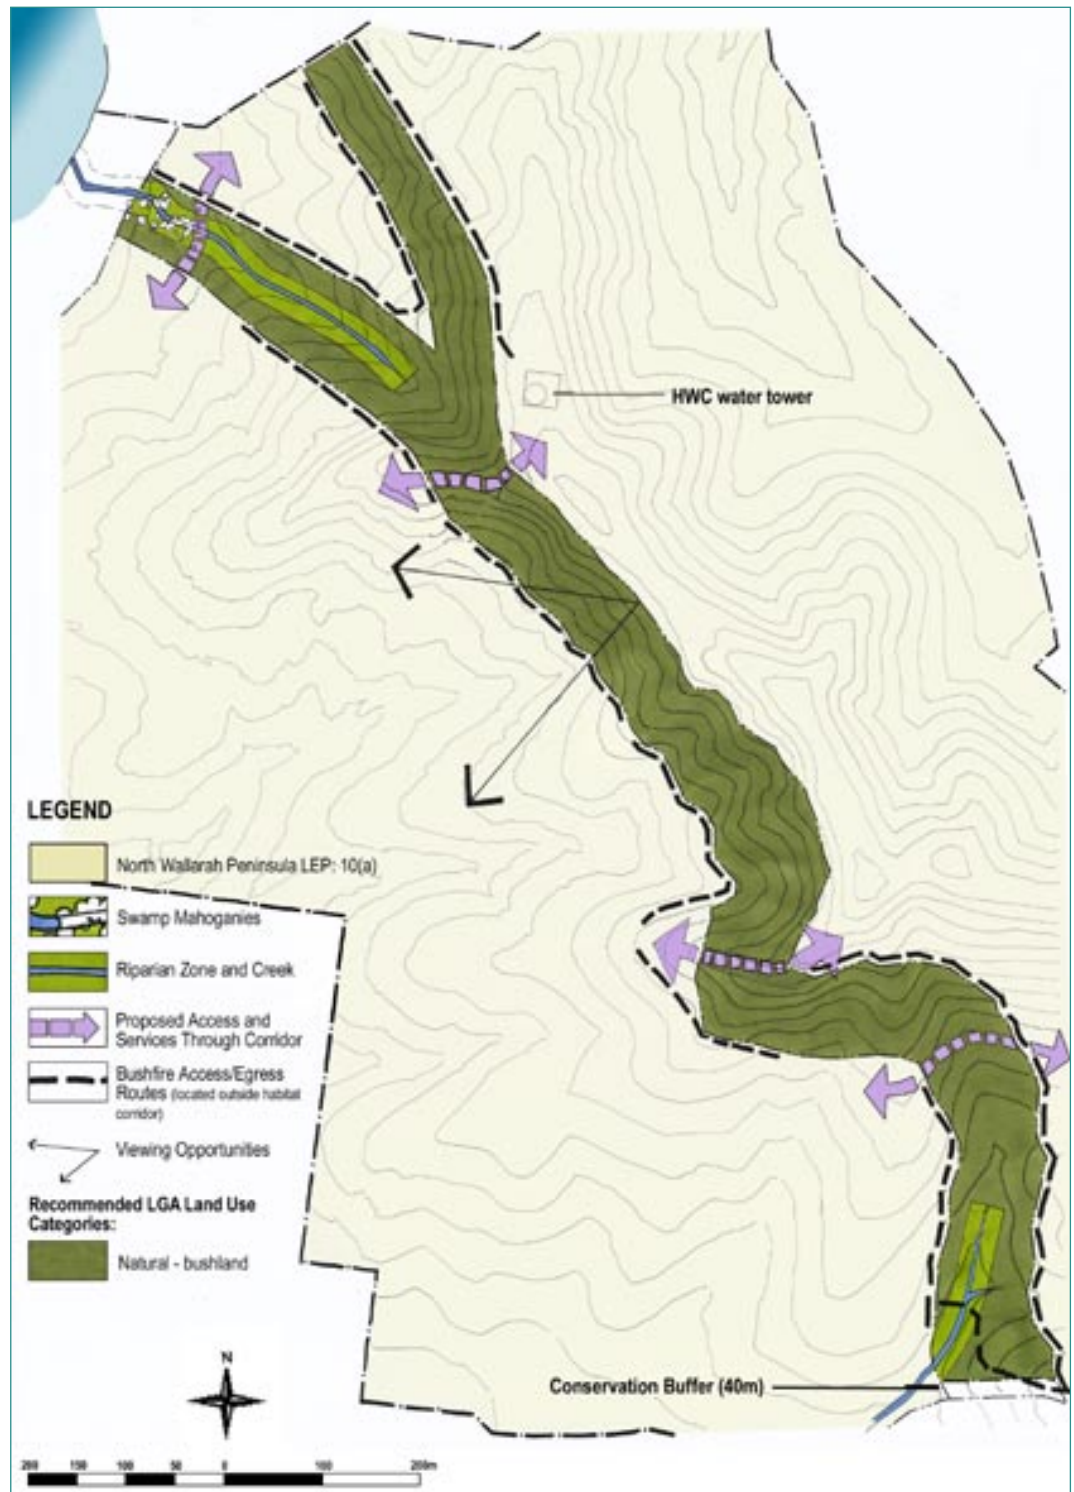 HWC water tower
LEGEND
North Wallarah Peninsula LEP: 10(a)
Swamp Mahoganies
Riparian Zone and Creek
Proposed Access and
Services Through Corridor
Bushfire Access/Egress
Routes (located outside habitat
corridor)
Viewing Opportunities
Recommended LGA Land Use
Categories:
Natural - bushland
N
Conservation Buffer (40m)
200 150 100 50 0 100 200m